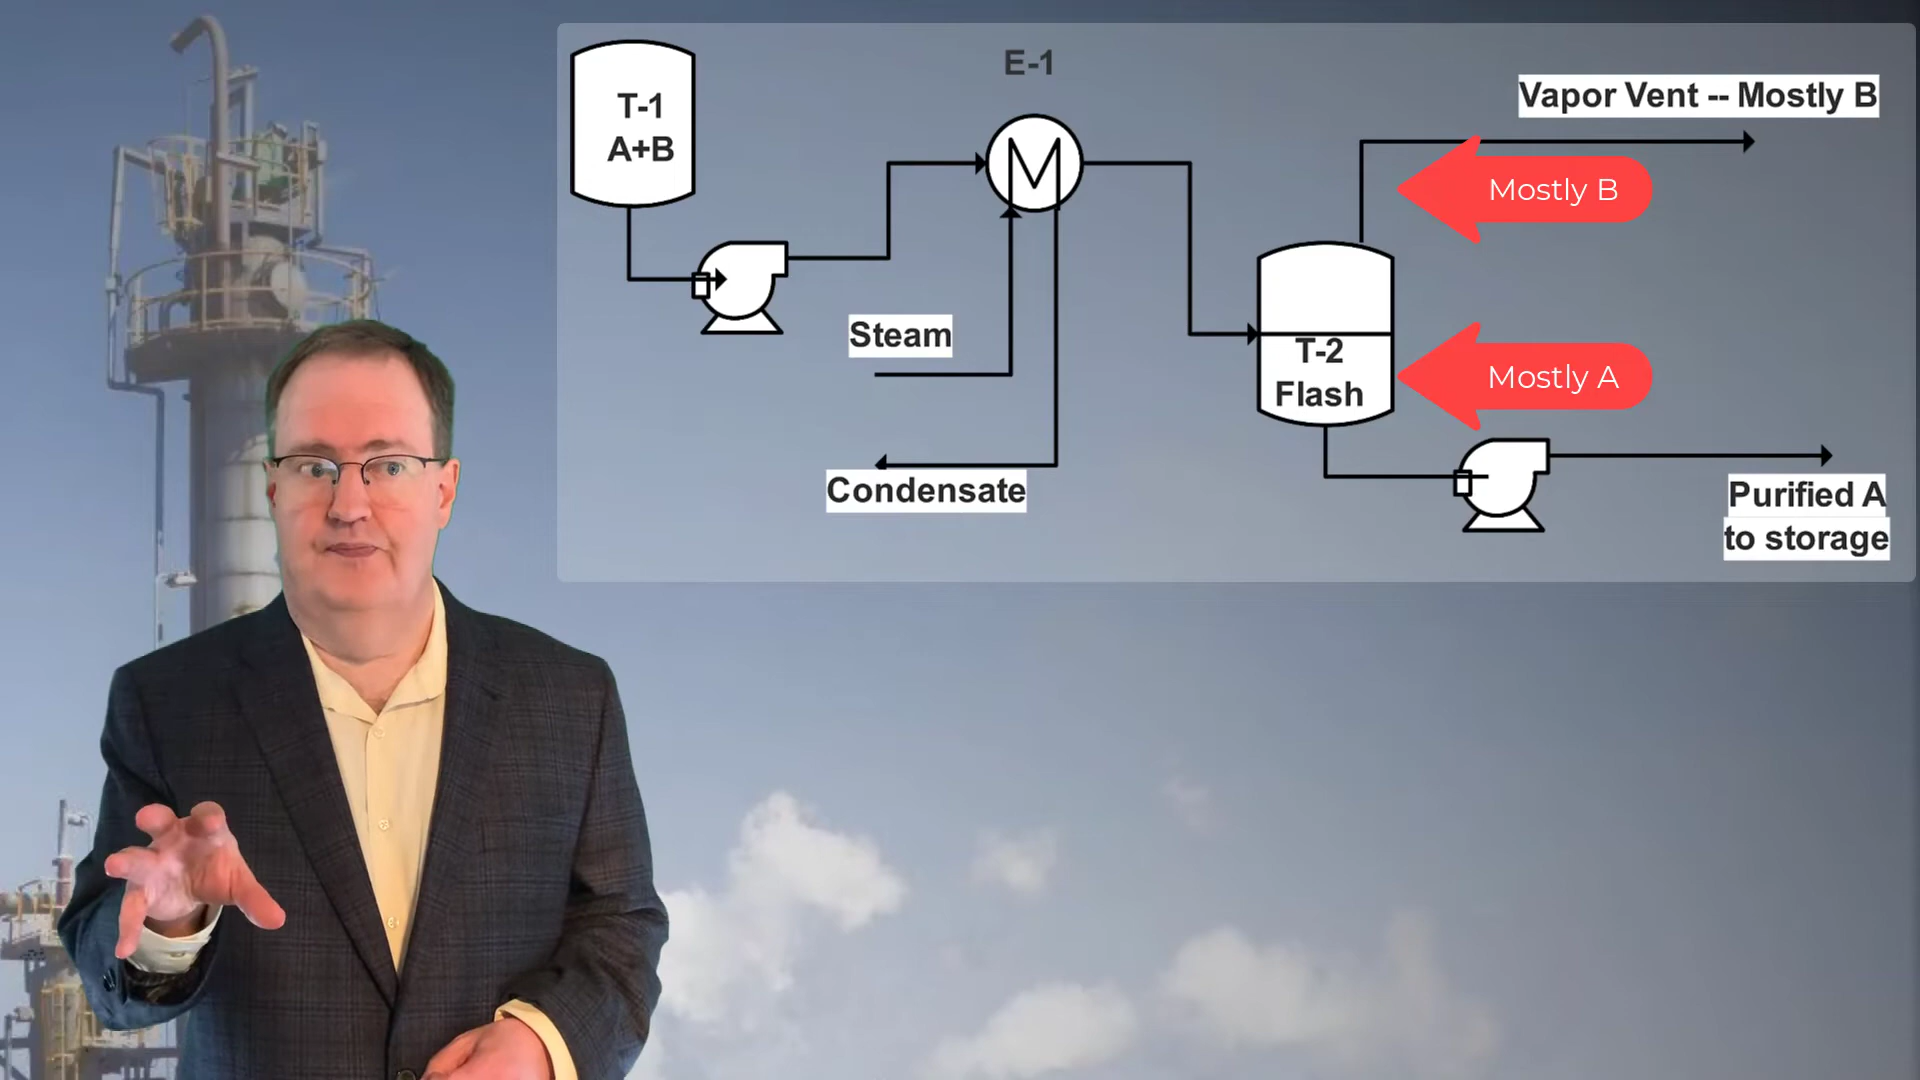 T-1
A+B
E-1
Vapor Vent -- Mostly B
Mostly B
Steam
T-2
Flash
Mostly A
Condensate
Purified A
to storage